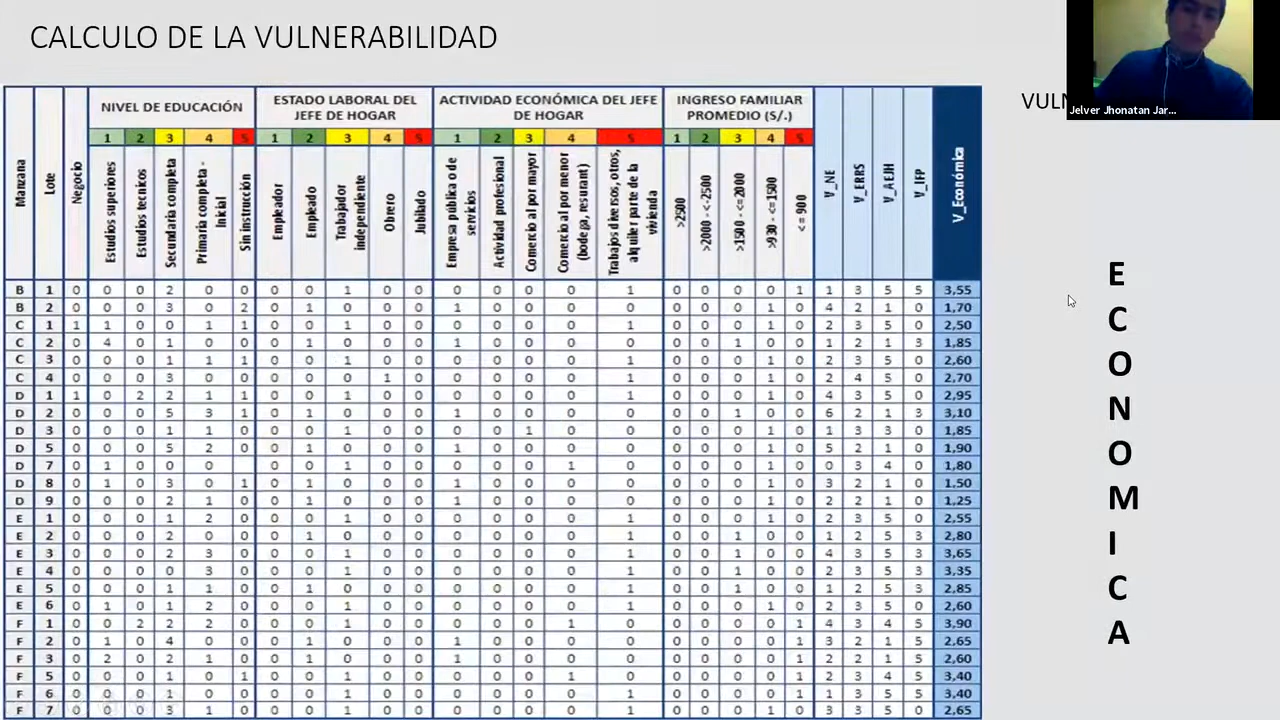 CALCULO DE LA VULNERABILIDAD
Jelver Jhonatan Jar...
VULN
Manzana
Lote
Negocio
NIVEL DE EDUCACIÓN
ESTADO LABORAL DEL JEFE DE HOGAR
ACTIVIDAD ECONÓMICA DEL JEFE DE HOGAR
INGRESO FAMILIAR PROMEDIO (S/.)
1 2 3 4 5 1 2 3 4 5 1 2 3 4 5 1 2 3 4 5
Estudios superiores
Estudios tecnicos
Secundaria completa
Primaria completa - Inicial
Sin instrucción
Empleador
Empleado
Trabajador independiente
Obrero
Jubilado
Empresa pública o de servicios
Actividad profesional
Comercio al por mayor
Comercio al por menor (bodega, resurant)
Trabajos diversos, otros, alquiler parte de la vivienda
>2500
>2000 - <-2500
>1500 - <=2000
>930 - <=1500
<= 900
V_NE
V_ERRS
V_AEJH
V_IFP
V_Económica
B 1 0 0 0 2 0 0 0 0 1 0 0 0 0 0 0 1 0 0 0 0 1 1 3 5 5 3,55
B 2 0 0 0 3 0 2 0 1 0 0 0 1 0 0 0 0 0 0 0 1 0 4 2 1 0 1,70
C 1 1 1 0 0 1 1 0 0 1 0 0 0 0 0 0 1 0 0 0 1 0 2 3 5 0 2,50
C 2 0 4 0 1 0 0 0 1 0 0 0 1 0 0 0 0 0 0 1 0 0 1 2 1 3 1,85
C 3 0 0 0 1 1 1 0 0 1 0 0 0 0 0 0 1 0 0 0 1 0 2 3 5 0 2,60
C 4 0 0 0 3 0 0 0 0 0 1 0 0 0 0 0 1 0 0 0 1 0 2 4 5 0 2,70
D 1 1 0 2 2 1 1 0 0 1 0 0 0 0 0 0 1 0 0 0 1 0 4 3 5 0 2,95
D 2 0 0 0 5 3 1 0 1 0 0 0 1 0 0 0 0 0 0 1 0 0 6 2 1 3 3,10
D 3 0 0 0 1 1 0 0 0 1 0 0 0 0 1 0 0 0 0 0 1 0 1 3 3 0 1,85
D 5 0 0 0 5 2 0 0 1 0 0 0 1 0 0 0 0 0 0 0 1 0 5 2 1 0 1,90
D 7 0 1 0 0 0 0 0 0 1 0 0 0 0 0 1 0 0 0 0 1 0 0 3 4 0 1,80
D 8 0 1 0 3 0 1 0 1 0 0 0 1 0 0 0 0 0 0 0 1 0 3 2 1 0 1,50
D 9 0 0 0 2 1 0 0 1 0 0 0 1 0 0 0 0 0 0 0 1 0 2 2 1 0 1,25
E 1 0 0 0 1 2 0 0 0 1 0 0 0 0 0 0 1 0 0 0 1 0 2 3 5 0 2,55
E 2 0 0 0 2 0 0 0 1 0 0 0 0 0 0 0 1 0 0 1 0 0 1 2 5 3 2,80
E 3 0 0 0 2 3 0 0 0 1 0 0 0 0 0 0 1 0 0 1 0 0 4 3 5 3 3,65
E 4 0 0 0 0 3 0 0 0 1 0 0 0 0 0 0 1 0 0 1 0 0 2 3 5 3 3,35
E 5 0 0 0 1 1 0 0 1 0 0 0 0 0 0 0 1 0 0 1 0 0 1 2 5 3 2,85
E 6 0 1 0 1 2 0 0 0 1 0 0 0 0 0 0 1 0 0 0 1 0 2 3 5 0 2,60
F 1 0 0 2 2 2 0 0 0 1 0 0 0 0 0 1 0 0 0 0 0 1 4 3 4 5 3,90
F 2 0 1 0 4 0 0 0 1 0 0 0 1 0 0 0 0 0 0 0 0 1 3 2 1 5 2,65
F 3 0 2 0 2 1 0 0 1 0 0 0 1 0 0 0 0 0 0 0 0 1 2 2 1 5 2,60
F 5 0 0 0 1 0 1 0 0 1 0 0 0 0 0 1 0 0 0 0 0 1 2 3 4 5 3,40
F 6 0 0 0 1 0 0 0 0 1 0 0 0 0 0 0 1 0 0 0 0 1 1 3 5 5 3,40
F 7 0 0 0 3 1 0 0 0 1 0 0 0 0 0 0 1 0 0 0 1 0 3 3 5 0 2,65
E
C
O
N
O
M
I
C
A